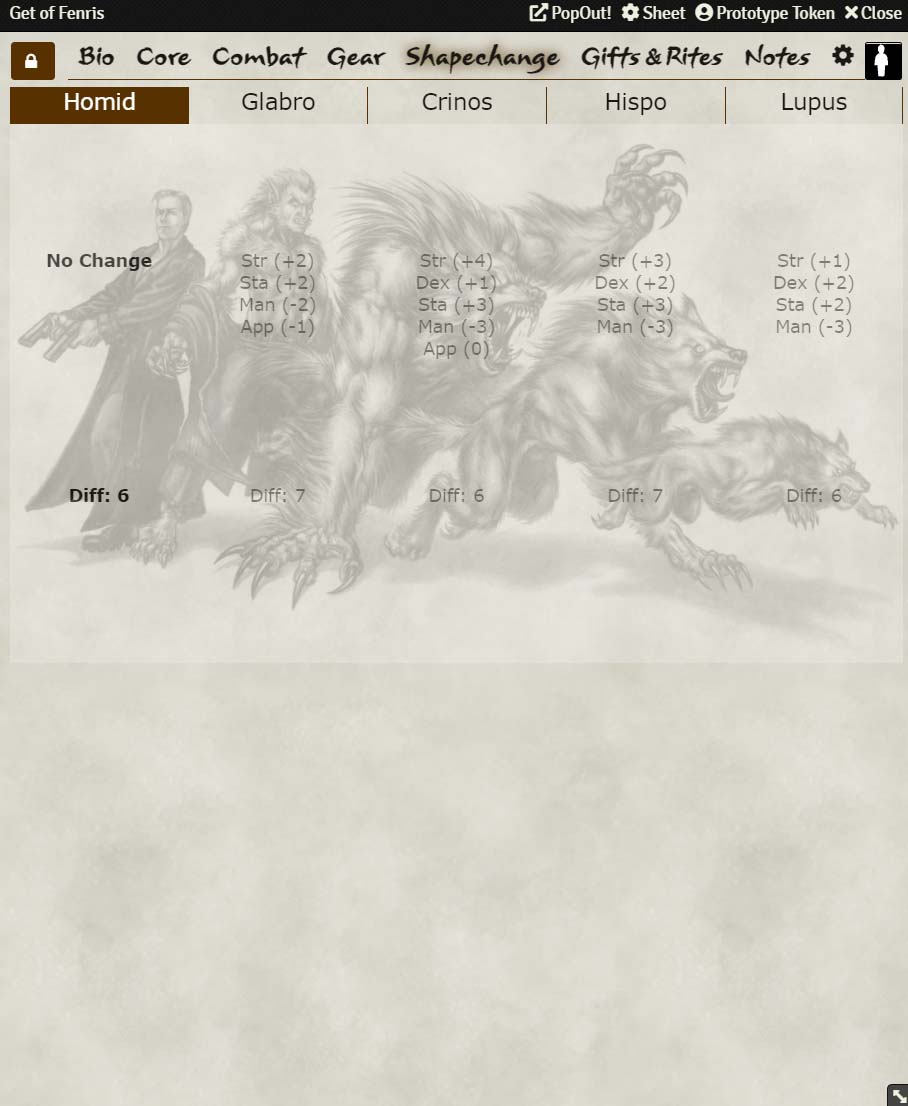 Get of Fenris PopOut! Sheet Prototype Token Close
Bio Core Combat Gear Shapechange Gifts & Rites Notes
Homid Glabro Crinos Hispo Lupus
No Change Str (+2) Str (+4) Str (+3) Str (+1)
Sta (+2) Dex (+1) Dex (+2) Dex (+2)
Man (-2) Sta (+3) Sta (+3) Sta (+2)
App (-1) Man (-3) Man (-3) Man (-3)
App (0)
Diff: 6 Diff: 7 Diff: 6 Diff: 7 Diff: 6